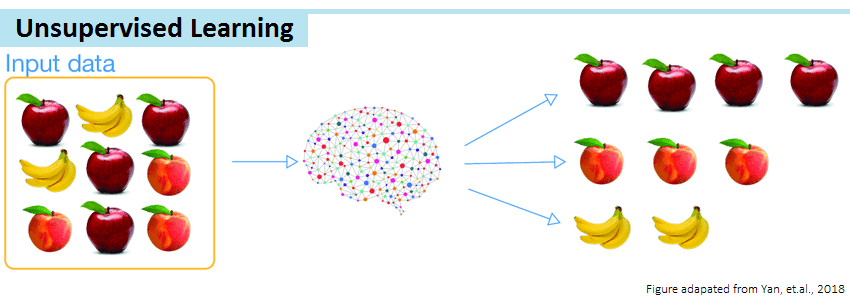 Unsupervised Learning
Input data
Figure adapated from Yan, et.al., 2018